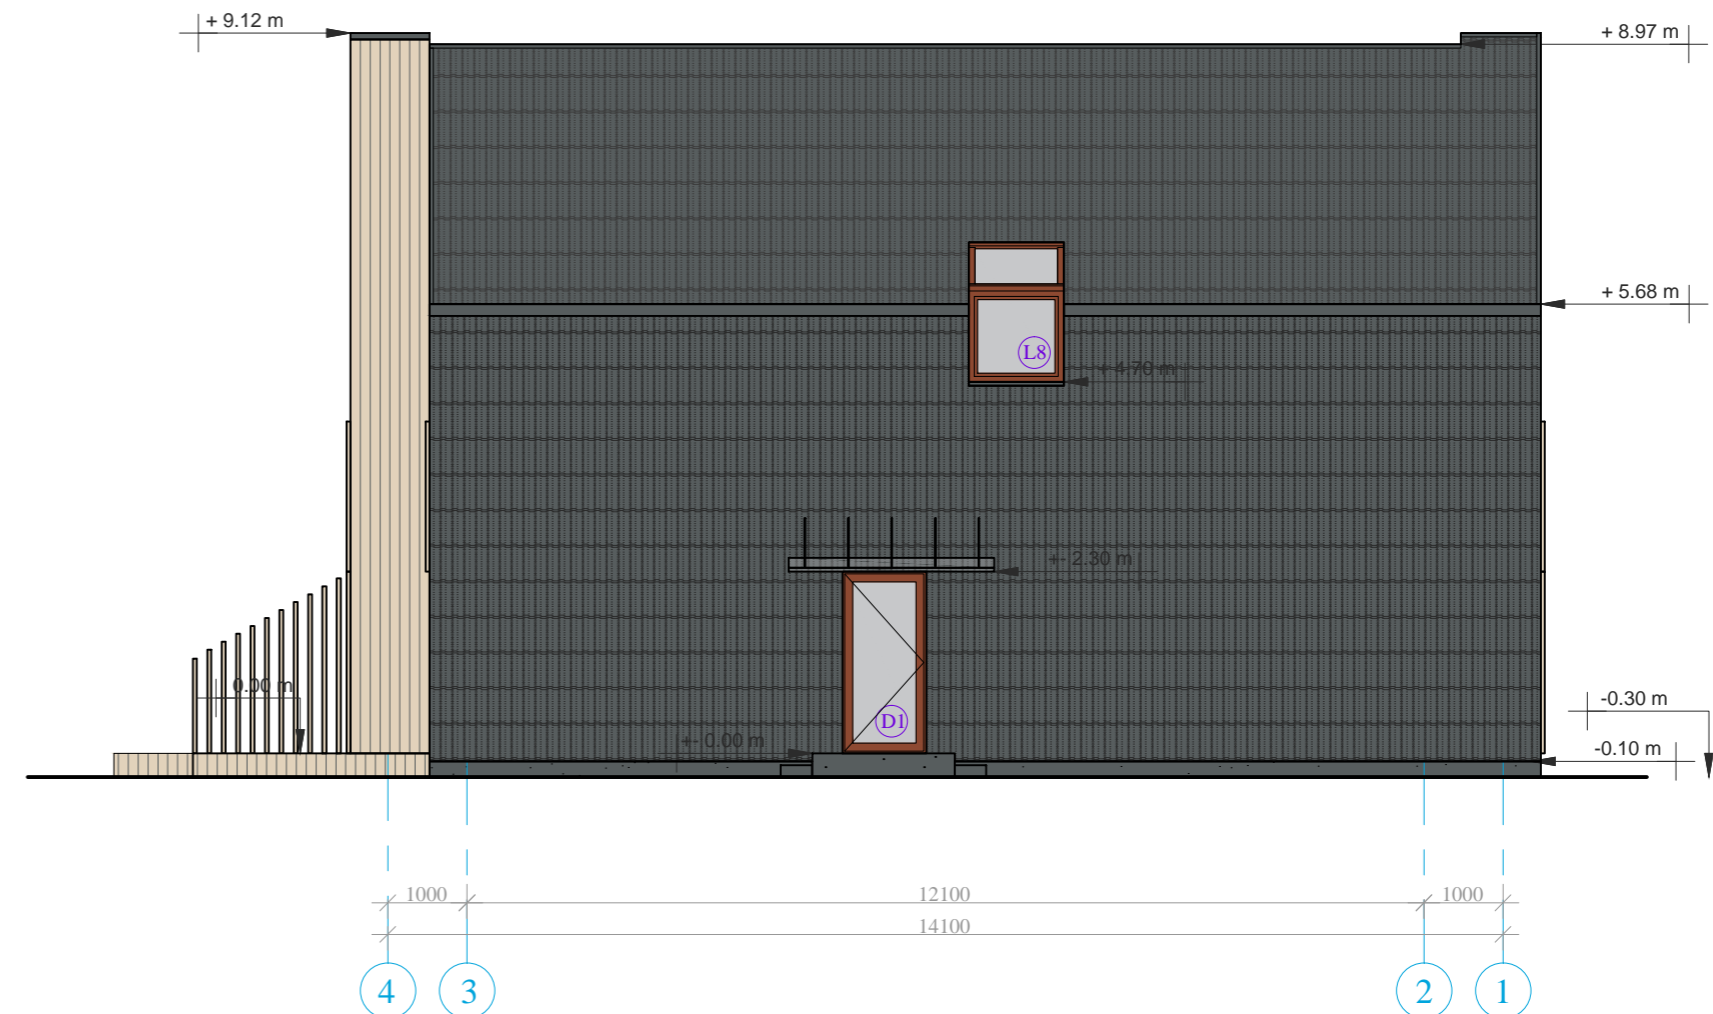 + 9.12 m
+ 8.97 m
+ 5.68 m
L8
+ 4.70 m
+- 2.30 m
0.00 m
-0.30 m
D1
+- 0.00 m
-0.10 m
1000 12100 1000
14100
4 3 2 1